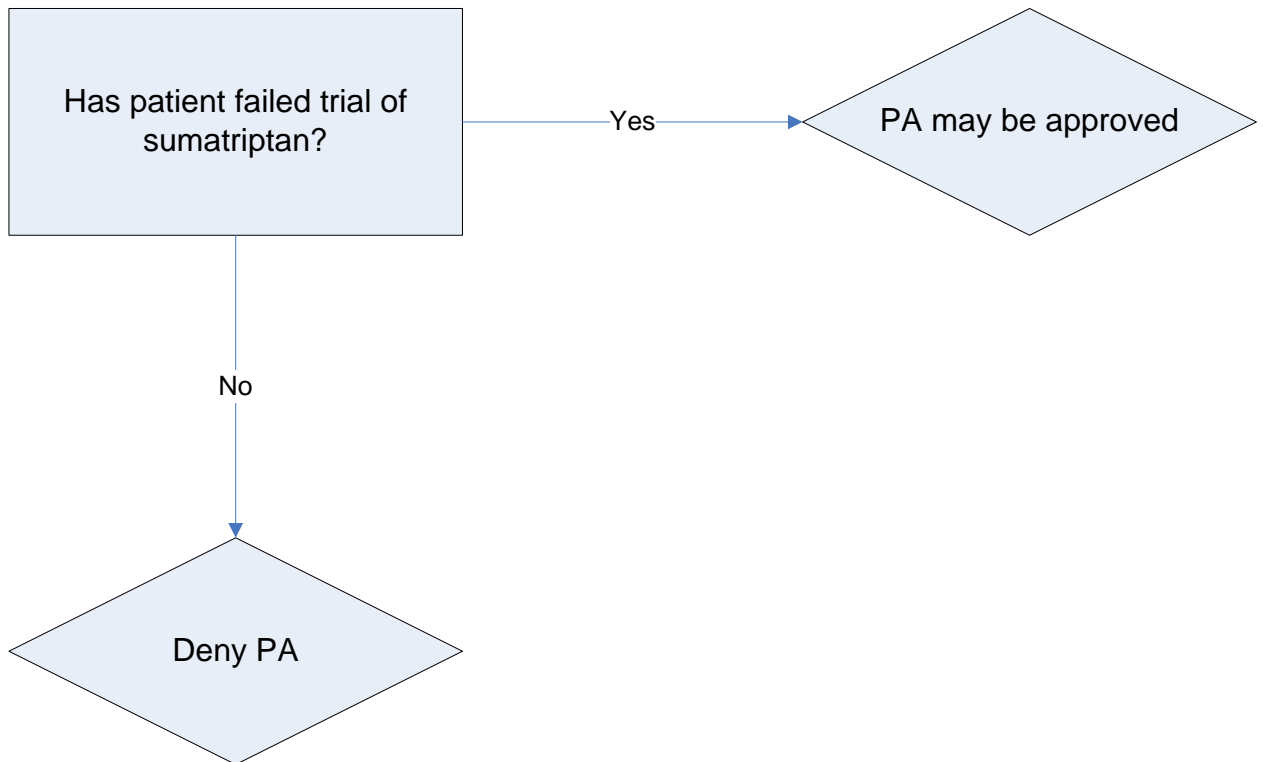 Has patient failed trial of
sumatriptan?
Yes
PA may be approved
No
Deny PA